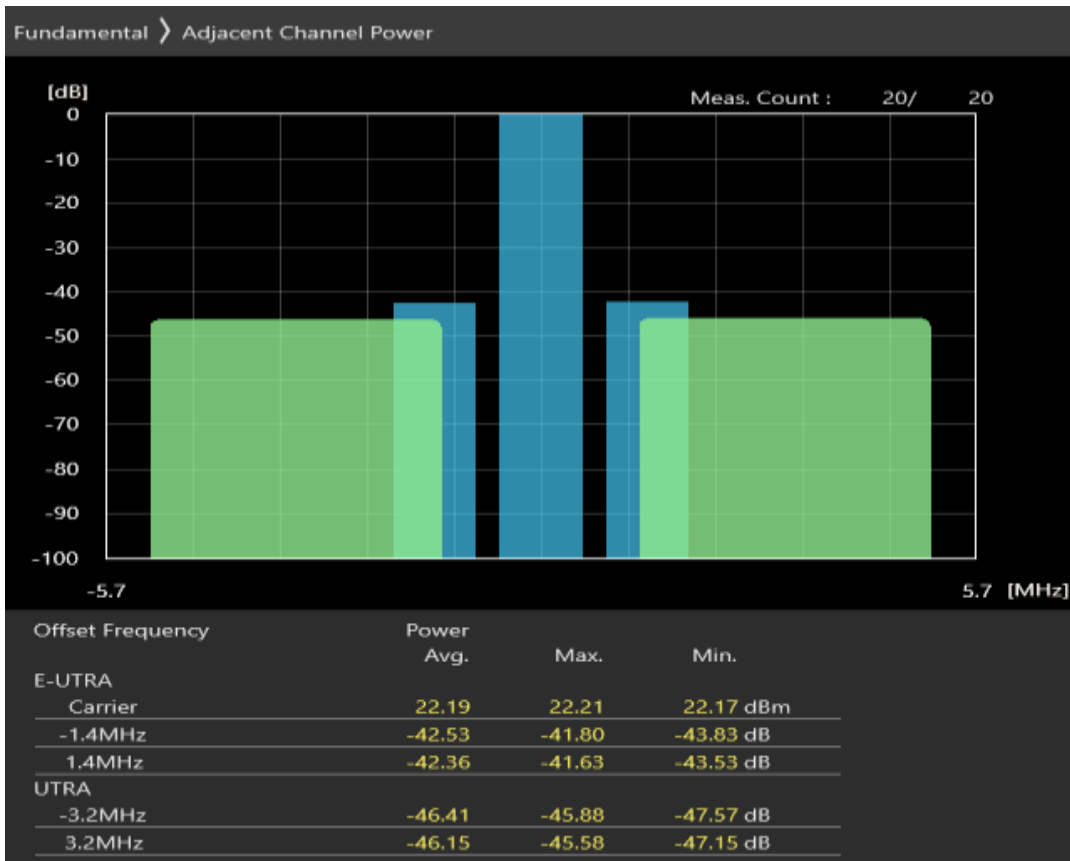 Fundamental 〉 Adjacent Channel Power
[dB]
Meas. Count : 20/ 20
0
-10
-20
-30
-40
-50
-60
-70
-80
-90
-100
-5.7 5.7 [MHz]
Offset Frequency Power
Avg. Max. Min.
E-UTRA
Carrier 22.19 22.21 22.17 dBm
-1.4MHz -42.53 -41.80 -43.83 dB
1.4MHz -42.36 -41.63 -43.53 dB
UTRA
-3.2MHz -46.41 -45.88 -47.57 dB
3.2MHz -46.15 -45.58 -47.15 dB